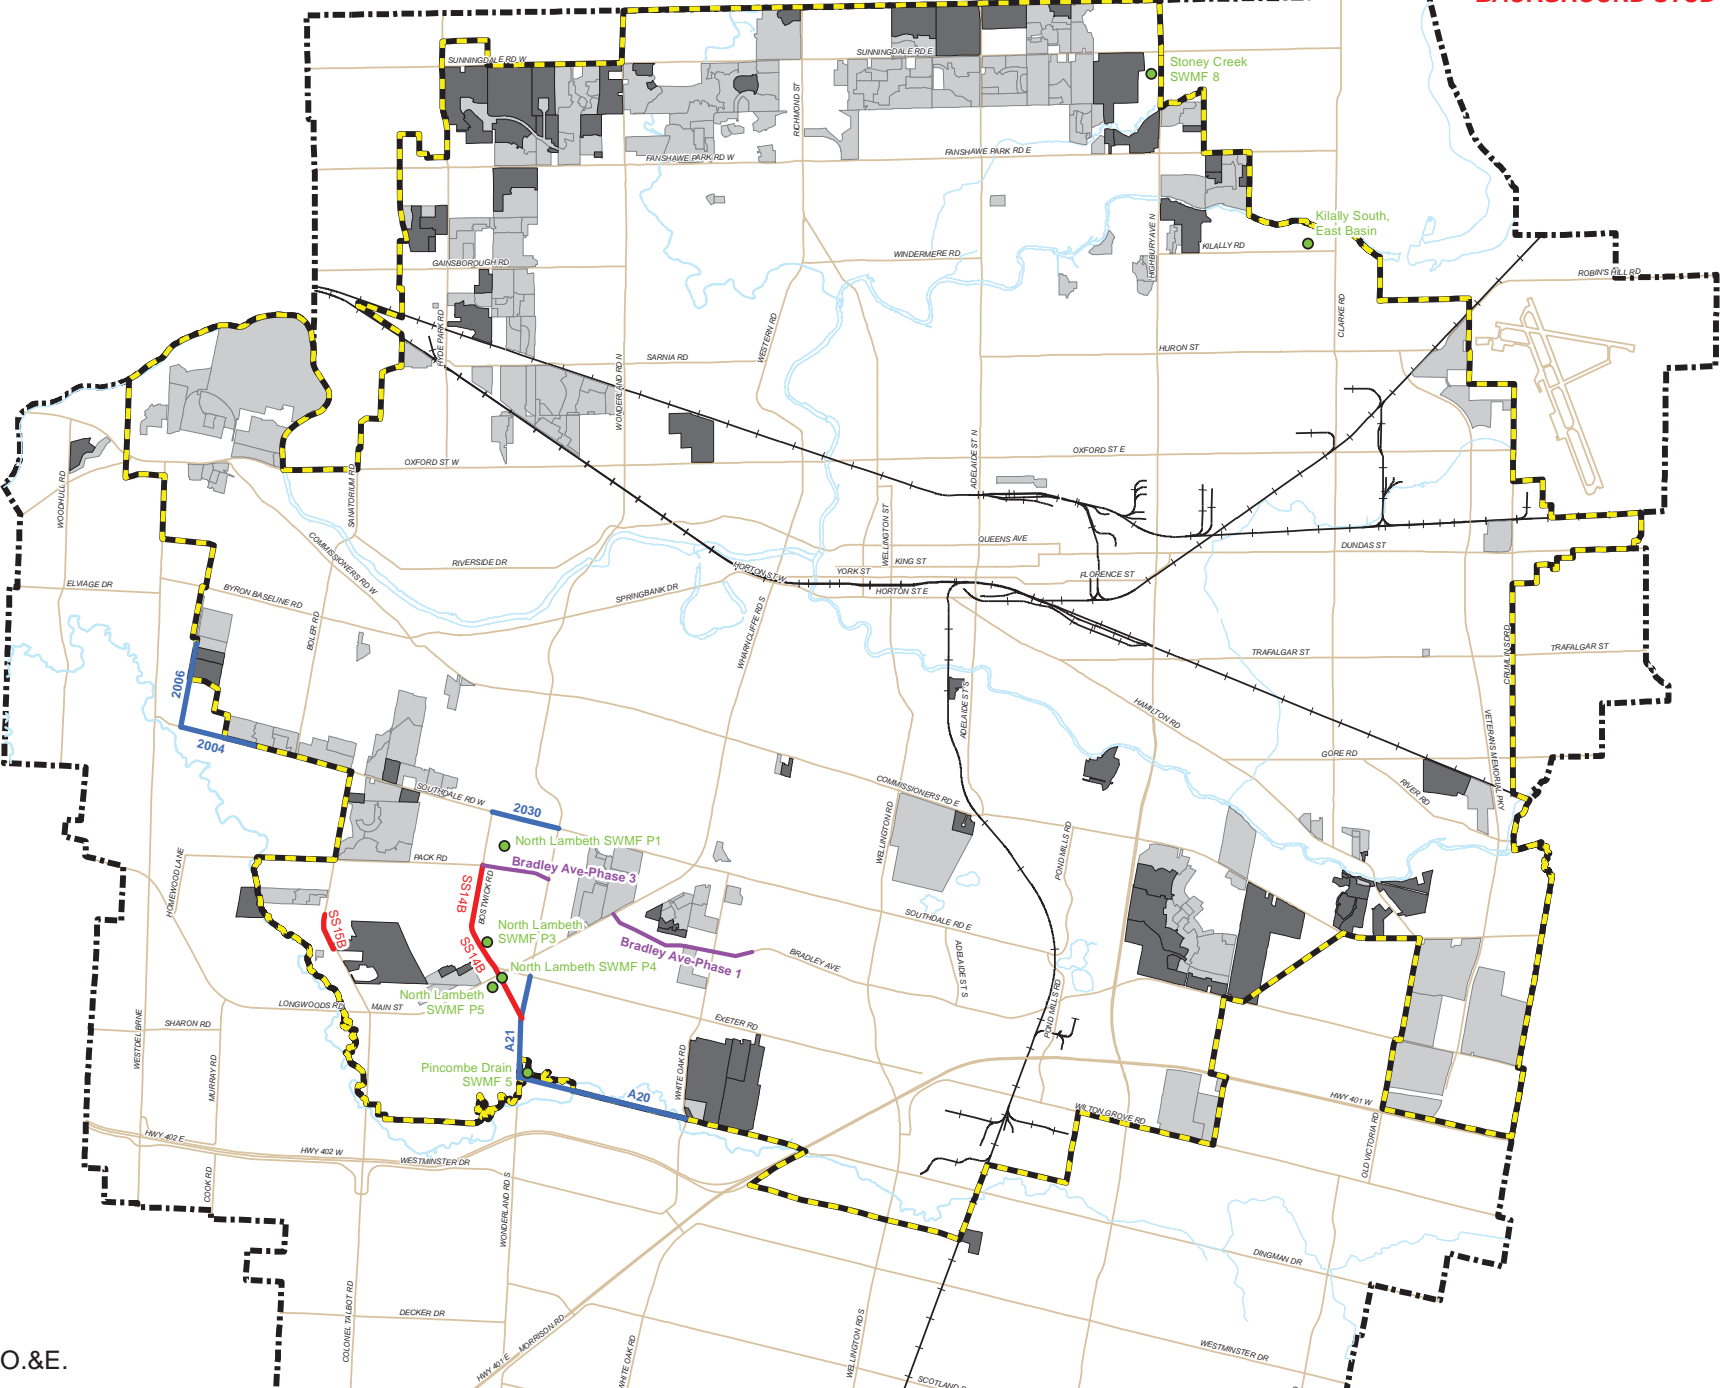 SUNNINGDALE RD W
SUNNINGDALE RD E
Stoney Creek
SWMF 8
RICHMOND ST
FANSHAWE PARK RD W
FANSHAWE PARK RD E
Kilally South,
East Basin
HIGHBURY AVE N
KILALLY RD
WINDERMERE RD
GAINSBOROUGH RD
ROBIN'S HILL RD
CLARKE RD
HYDE PARK RD
WESTERN RD
SARNIA RD
HURON ST
WONDERLAND RD N
OXFORD ST W
OXFORD ST E
ADELAIDE ST N
WOODHULL RD
SANATORIUM RD
WELLINGTON ST
QUEENS AVE
DUNDAS ST
COMMISSIONERS RD W
RIVERSIDE DR
KING ST
YORK ST
HORTON ST W
HORTON ST E
FLORENCE ST
ELVIAGE DR
BYRON BASELINE RD
SPRINGBANK DR
BOLER RD
WHARNCLIFFE RD S
TRAFALGAR ST
TRAFALGAR ST
CRUMLIN SDRD
2006
2004
ADELAIDE ST S
HAMILTON RD
VETERANS MEMORIAL PKY
GORE RD
RIVER RD
SOUTHDALE RD W
2030
COMMISSIONERS RD E
WELLINGTON RD
POND MILLS RD
North Lambeth SWMF P1
PACK RD
Bradley Ave-Phase 3
HOMEWOOD LANE
SS14B
BOSTWICK RD
SS15B
North Lambeth
SWMF P3
SS14B
Bradley Ave-Phase 1
SOUTHDALE RD E
BRADLEY AVE
ADELAIDE ST S
North Lambeth SWMF P4
North Lambeth
SWMF P5
LONGWOODS RD
MAIN ST
SHARON RD
WESTDEL BRNE
EXETER RD
POND MILLS RD
A21
MURRAY RD
Pincombe Drain
SWMF 5
WHITE OAK RD
A20
HWY 401 W
WILTON GROVE RD
OLD VICTORIA RD
HWY 402 E
HWY 402 W
WESTMINSTER DR
COOK RD
WONDERLAND RD S
DINGMAN DR
DECKER DR
COLONEL TALBOT RD
MORRISON RD
HWY 401 E
WHITE OAK RD
WELLINGTON RD S
WESTMINSTER DR
O.&E.